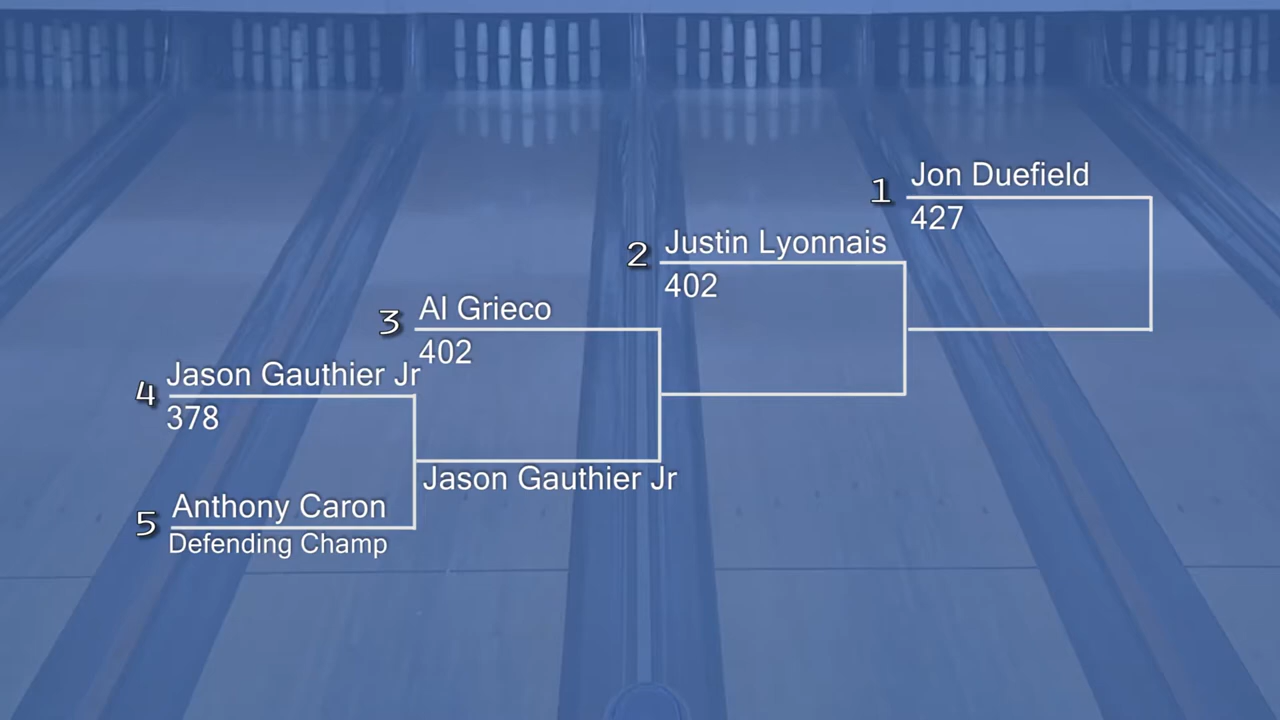 1 Jon Duefield
427
2 Justin Lyonnais
402
3 Al Grieco
402
4 Jason Gauthier Jr
378
Jason Gauthier Jr
5 Anthony Caron
Defending Champ